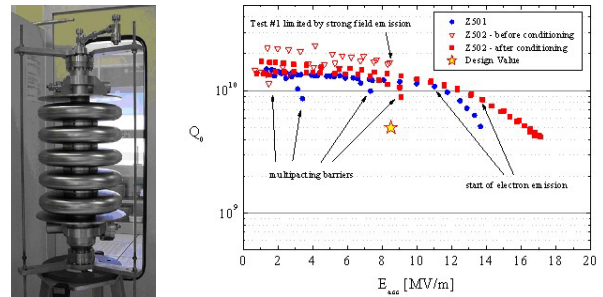 Test #1 limited by strong field emission
Z501
Z502 - before conditioning
Z502 - after conditioning
Design Value
10^10
Q_0
multipacting barriers
start of electron emission
10^9
0 2 4 6 8 10 12 14 16 18 20
E_acc [MV/m]